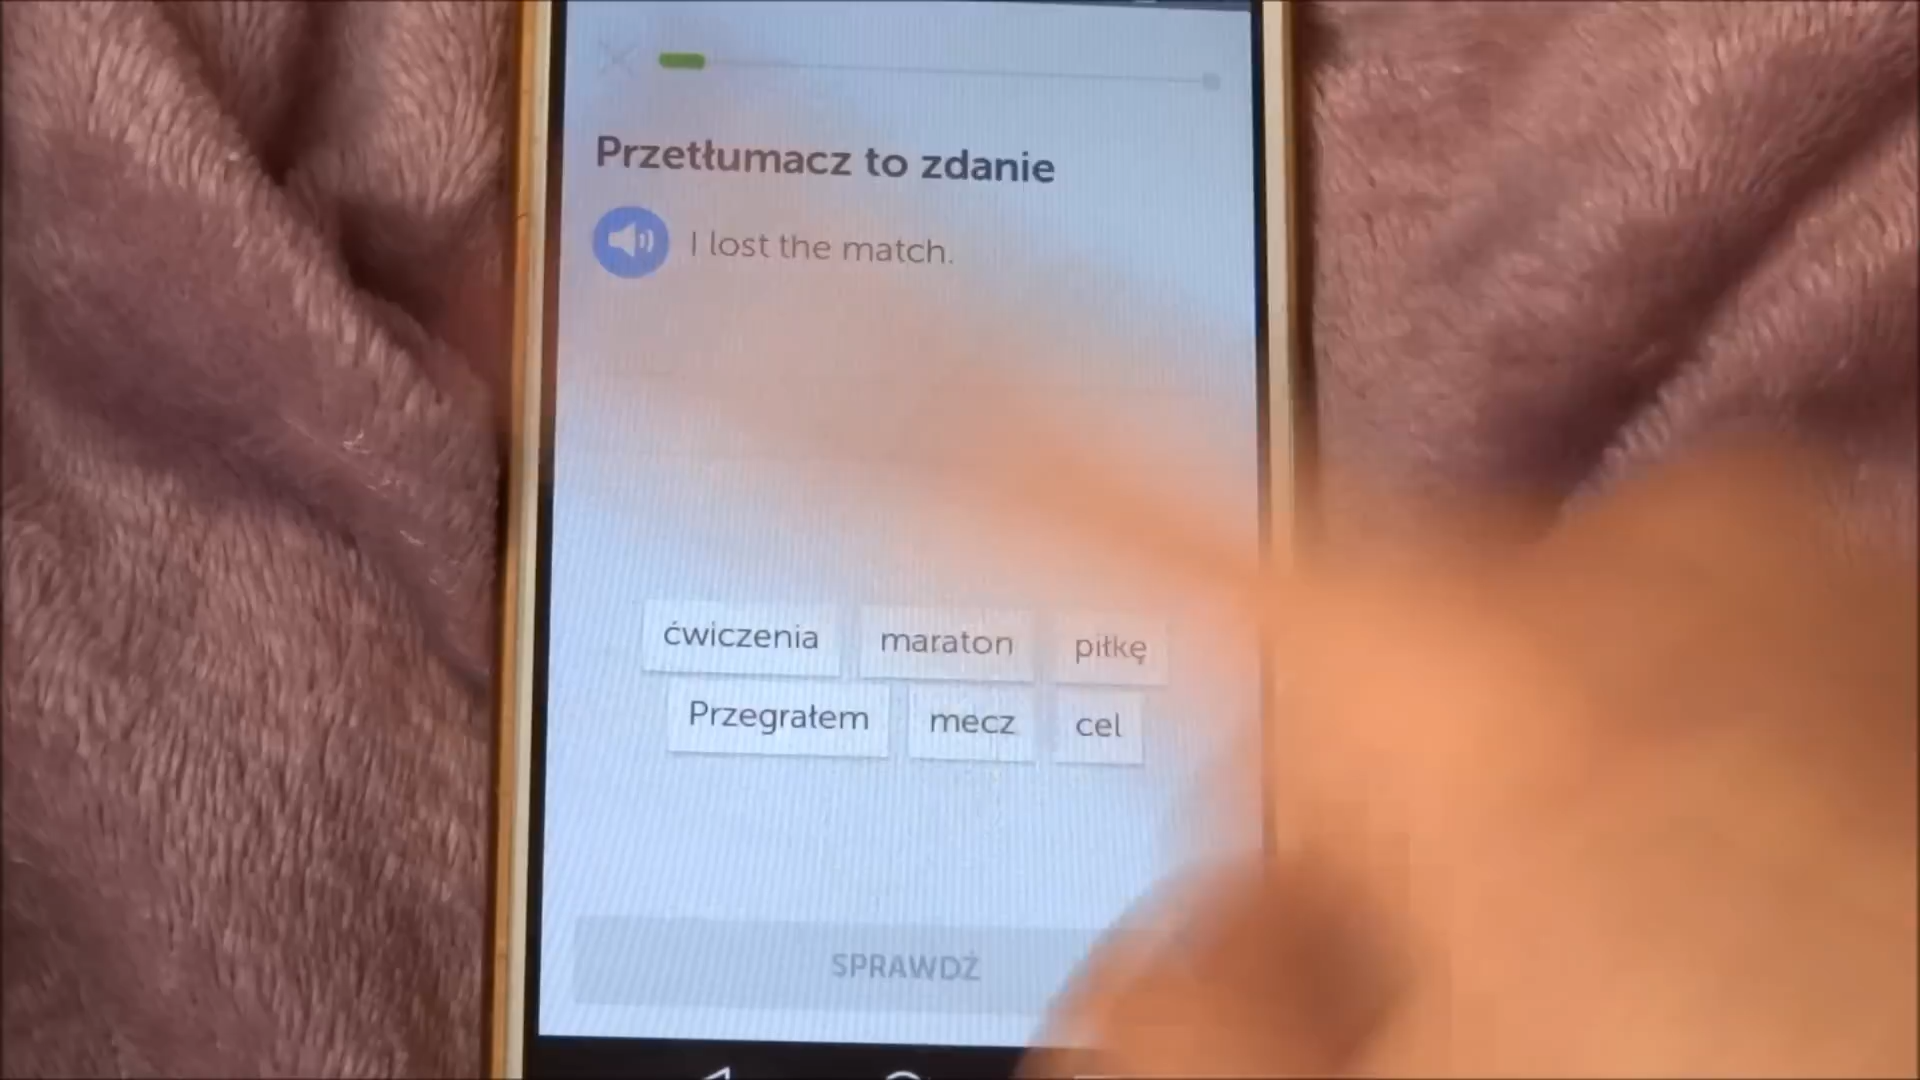 Przetłumacz to zdanie
I lost the match.
ćwiczenia maraton piłkę
Przegrałem mecz cel
SPRAWDŹ